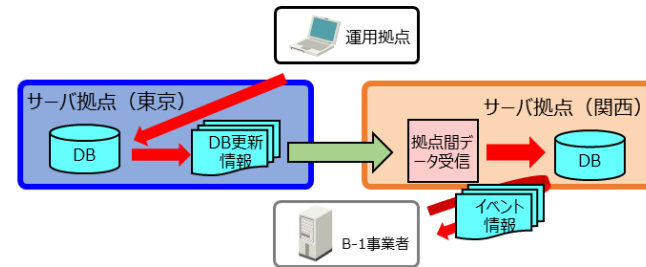 運用拠点
サーバ拠点（東京）
サーバ拠点（関西）
DB
DB更新
情報
拠点間デ
ータ受信
DB
イベント
情報
B-1事業者